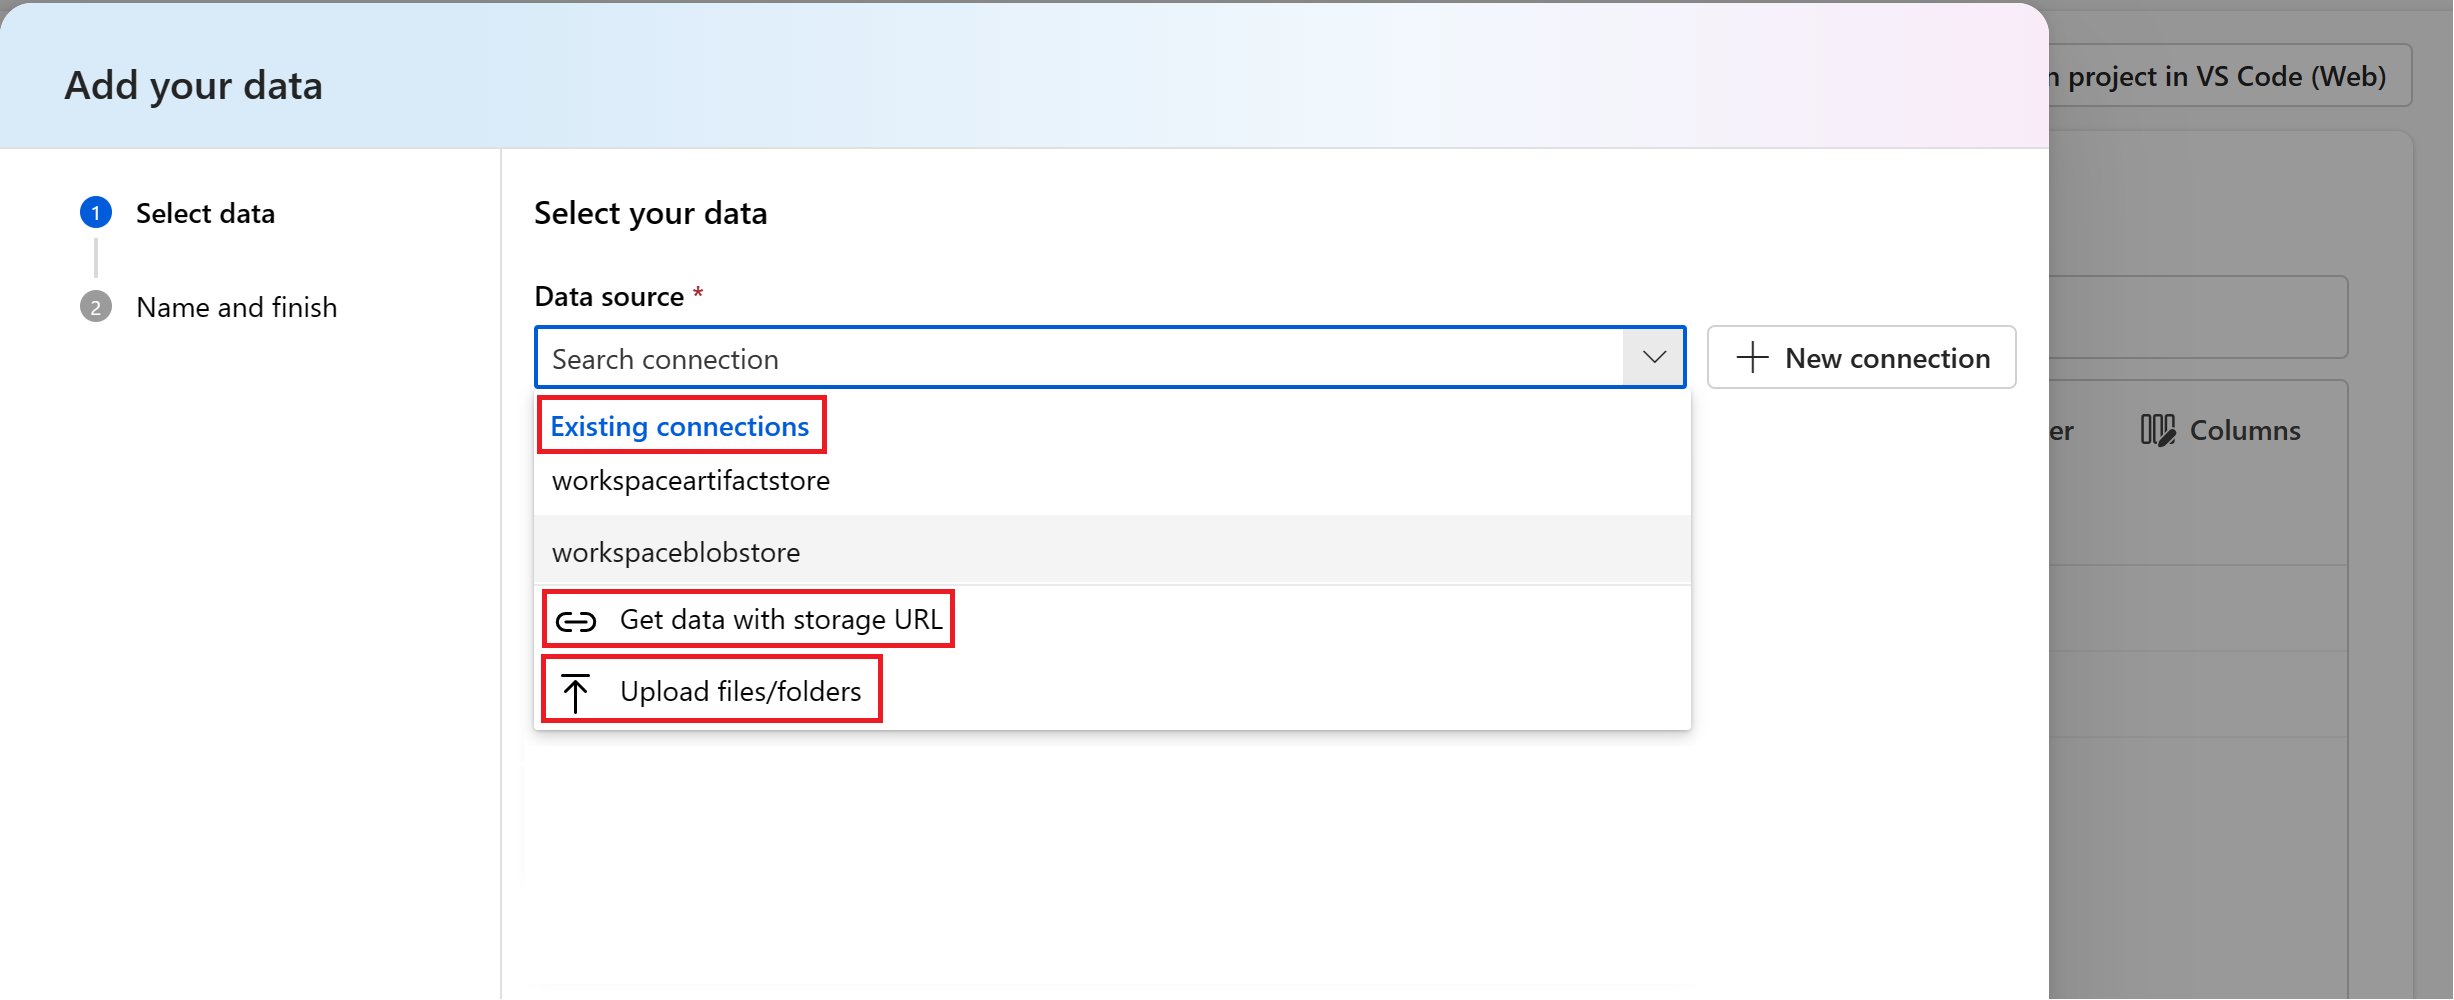 Add your data
project in VS Code (Web)
1 Select data
2 Name and finish
Select your data
Data source *
Search connection
New connection
Existing connections
workspaceartifactstore
workspaceblobstore
Get data with storage URL
Upload files/folders
Columns